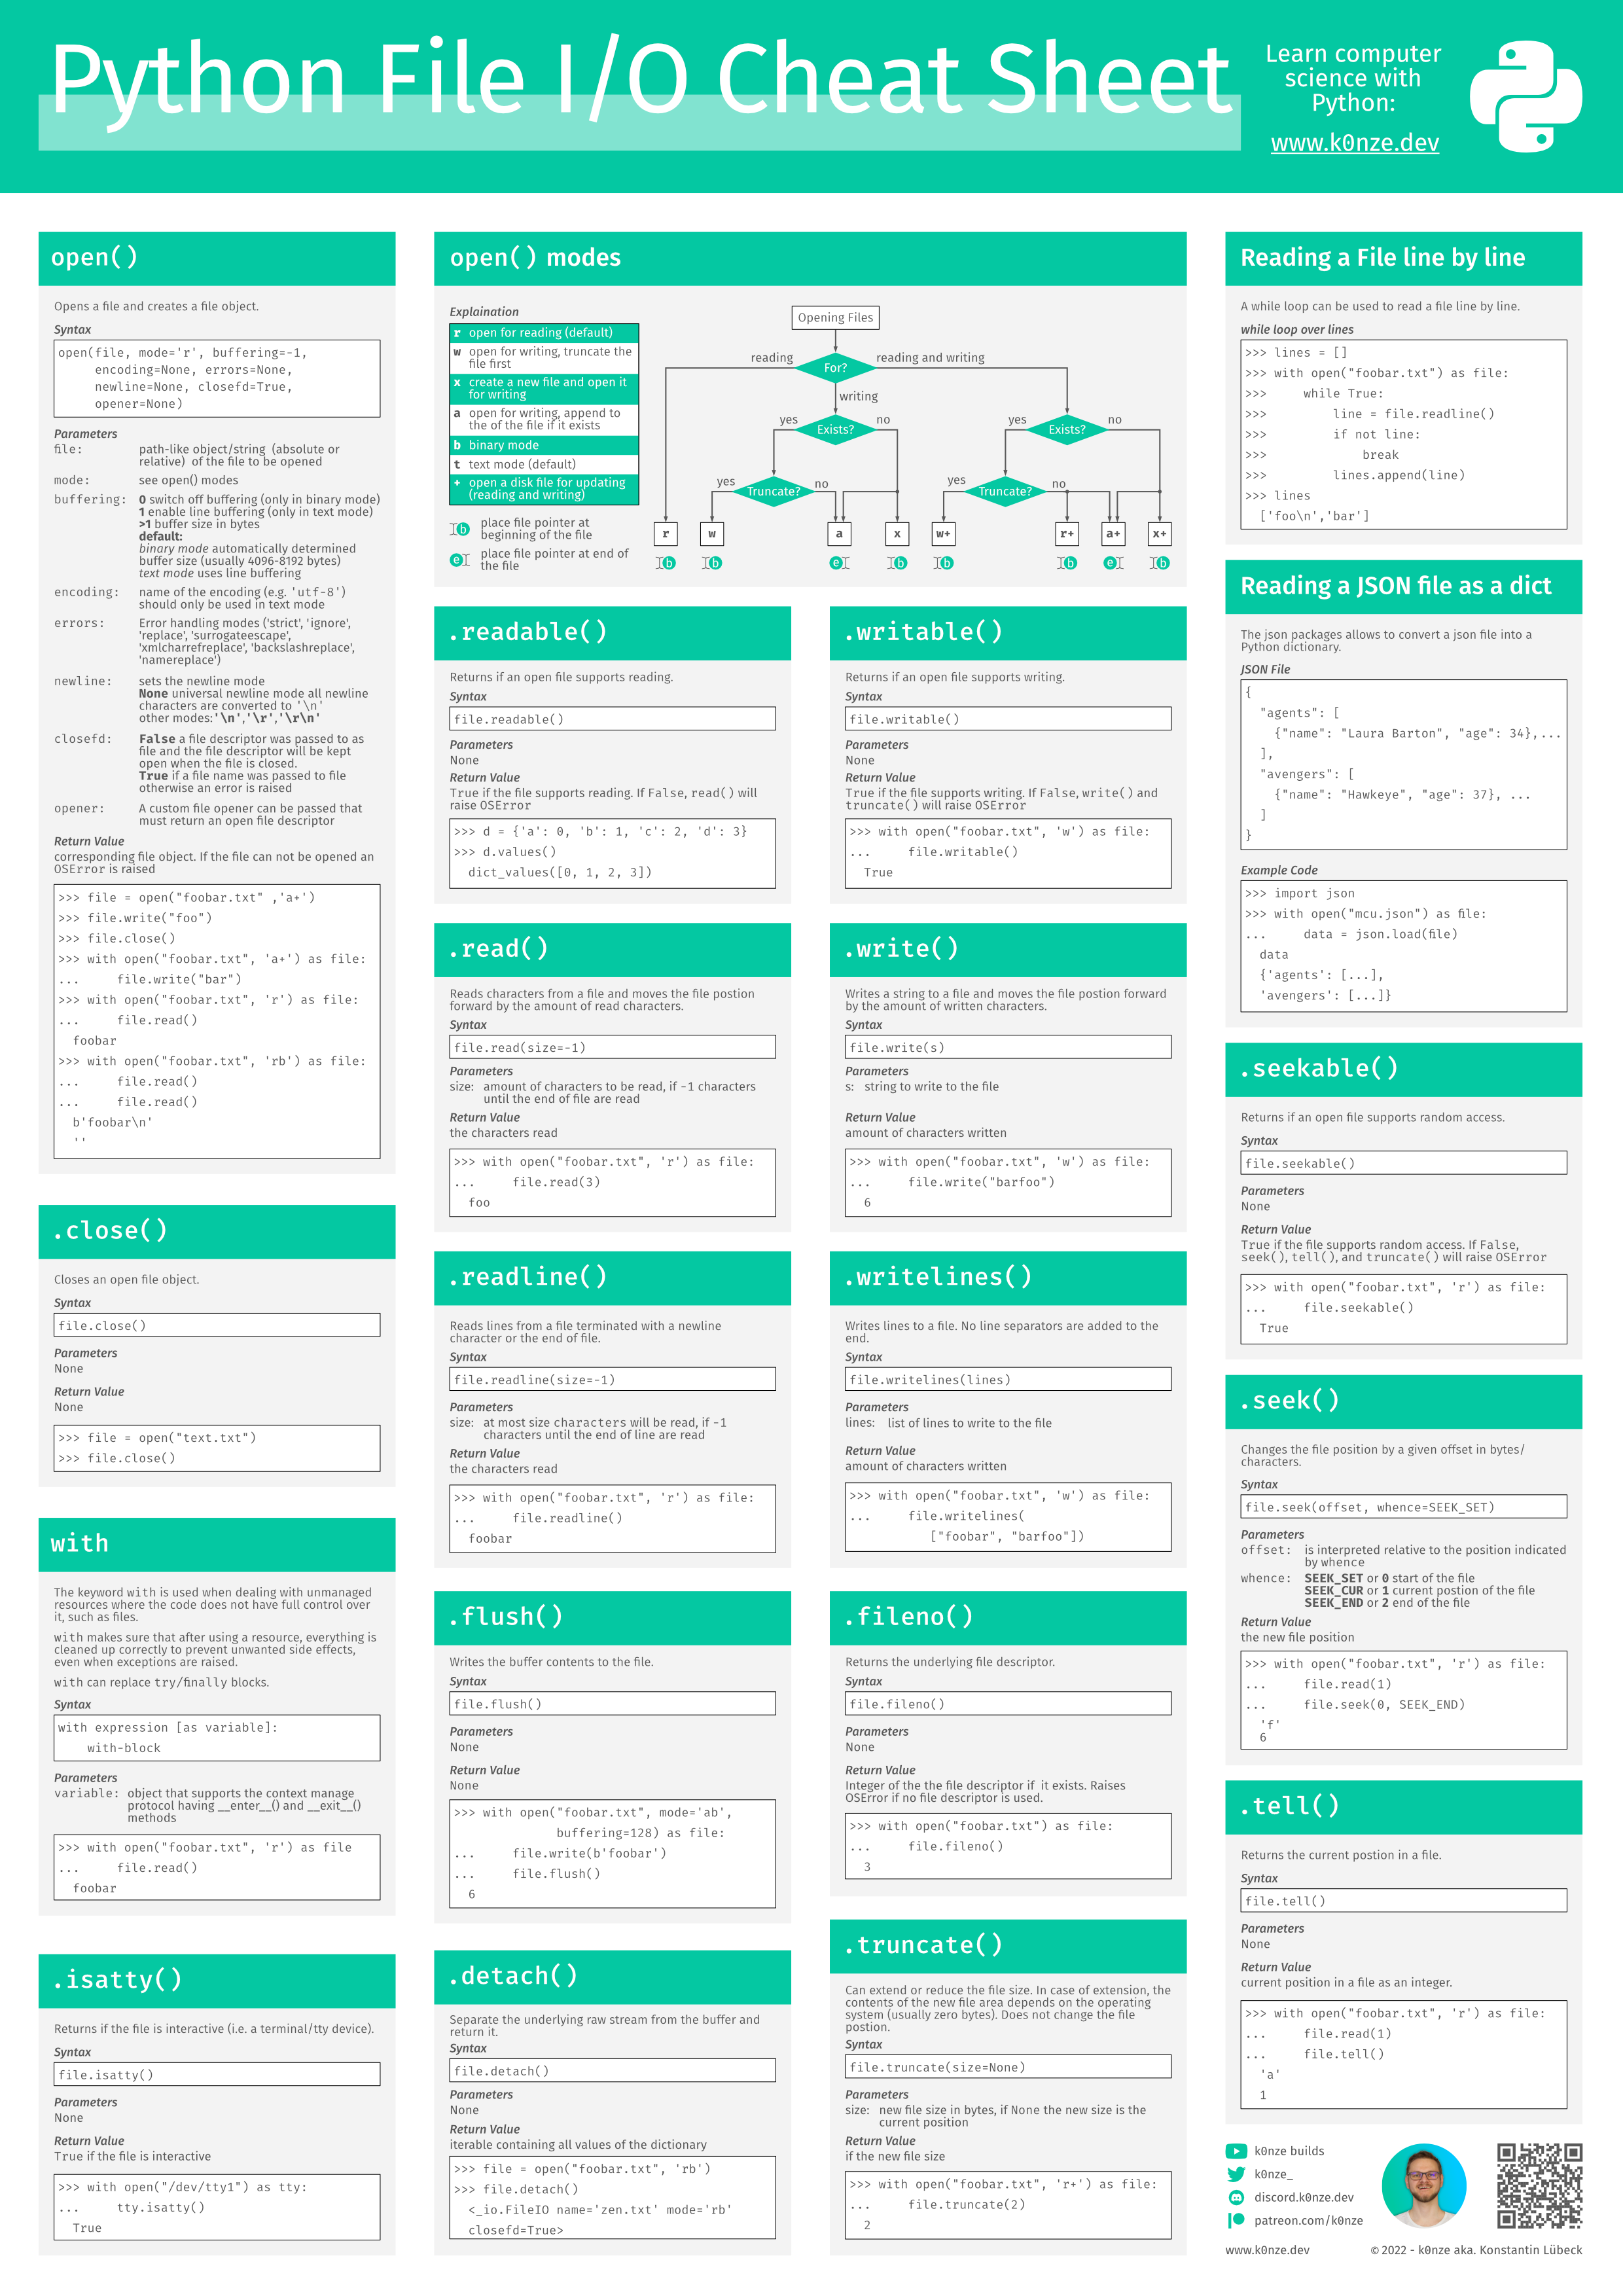 Python File I/O Cheat Sheet
Learn computer
science with
Python:
www.k0nze.dev
open()
Opens a file and creates a file object.
Syntax
open(file, mode='r', buffering=-1,
     encoding=None, errors=None,
     newline=None, closefd=True,
     opener=None)
Parameters
file: path-like object/string (absolute or
relative) of the file to be opened
mode: see open() modes
buffering: 0 switch off buffering (only in binary mode)
1 enable line buffering (only in text mode)
>1 buffer size in bytes
default:
binary mode automatically determined
buffer size (usually 4096-8192 bytes)
text mode uses line buffering
encoding: name of the encoding (e.g. 'utf-8')
should only be used in text mode
errors: Error handling modes ('strict', 'ignore',
'replace', 'surrogateescape',
'xmlcharrefreplace', 'backslashreplace',
'namereplace')
newline: sets the newline mode
None universal newline mode all newline
characters are converted to '\n'
other modes:'\n','\r','\r\n'
closefd: False a file descriptor was passed to as
file and the file descriptor will be kept
open when the file is closed.
True if a file name was passed to file
otherwise an error is raised
opener: A custom file opener can be passed that
must return an open file descriptor
Return Value
corresponding file object. If the file can not be opened an
OSError is raised
>>> file = open("foobar.txt" ,'a+')
>>> file.write("foo")
>>> file.close()
>>> with open("foobar.txt", 'a+') as file:
...     file.write("bar")
>>> with open("foobar.txt", 'r') as file:
...     file.read()
  foobar
>>> with open("foobar.txt", 'rb') as file:
...     file.read()
...     file.read()
  b'foobar\n'
  ''
.close()
Closes an open file object.
Syntax
file.close()
Parameters
None
Return Value
None
>>> file = open("text.txt")
>>> file.close()
with
The keyword with is used when dealing with unmanaged
resources where the code does not have full control over
it, such as files.
with makes sure that after using a resource, everything is
cleaned up correctly to prevent unwanted side effects,
even when exceptions are raised.
with can replace try/finally blocks.
Syntax
with expression [as variable]:
    with-block
Parameters
variable: object that supports the context manage
protocol having __enter__() and __exit__()
methods
>>> with open("foobar.txt", 'r') as file
...     file.read()
  foobar
.isatty()
Returns if the file is interactive (i.e. a terminal/tty device).
Syntax
file.isatty()
Parameters
None
Return Value
True if the file is interactive
>>> with open("/dev/tty1") as tty:
...     tty.isatty()
  True
open() modes
Explaination
r open for reading (default)
w open for writing, truncate the
file first
x create a new file and open it
for writing
a open for writing, append to
the of the file if it exists
b binary mode
t text mode (default)
+ open a disk file for updating
(reading and writing)
b place file pointer at
beginning of the file
e place file pointer at end of
the file
Opening Files
reading For? reading and writing
writing
yes Exists? no yes Exists? no
yes Truncate? no yes Truncate? no
r w a x w+ r+ a+ x+
b b e b b b e b
.readable()
Returns if an open file supports reading.
Syntax
file.readable()
Parameters
None
Return Value
True if the file supports reading. If False, read() will
raise OSError
>>> d = {'a': 0, 'b': 1, 'c': 2, 'd': 3}
>>> d.values()
  dict_values([0, 1, 2, 3])
.writable()
Returns if an open file supports writing.
Syntax
file.writable()
Parameters
None
Return Value
True if the file supports writing. If False, write() and
truncate() will raise OSError
>>> with open("foobar.txt", 'w') as file:
...     file.writable()
  True
.read()
Reads characters from a file and moves the file postion
forward by the amount of read characters.
Syntax
file.read(size=-1)
Parameters
size: amount of characters to be read, if -1 characters
until the end of file are read
Return Value
the characters read
>>> with open("foobar.txt", 'r') as file:
...     file.read(3)
  foo
.write()
Writes a string to a file and moves the file postion forward
by the amount of written characters.
Syntax
file.write(s)
Parameters
s: string to write to the file
Return Value
amount of characters written
>>> with open("foobar.txt", 'w') as file:
...     file.write("barfoo")
  6
.readline()
Reads lines from a file terminated with a newline
character or the end of file.
Syntax
file.readline(size=-1)
Parameters
size: at most size characters will be read, if -1
characters until the end of line are read
Return Value
the characters read
>>> with open("foobar.txt", 'r') as file:
...     file.readline()
  foobar
.writelines()
Writes lines to a file. No line separators are added to the
end.
Syntax
file.writelines(lines)
Parameters
lines: list of lines to write to the file
Return Value
amount of characters written
>>> with open("foobar.txt", 'w') as file:
...     file.writelines(
           ["foobar", "barfoo"])
.flush()
Writes the buffer contents to the file.
Syntax
file.flush()
Parameters
None
Return Value
None
>>> with open("foobar.txt", mode='ab',
              buffering=128) as file:
...     file.write(b'foobar')
...     file.flush()
  6
.fileno()
Returns the underlying file descriptor.
Syntax
file.fileno()
Parameters
None
Return Value
Integer of the the file descriptor if it exists. Raises
OSError if no file descriptor is used.
>>> with open("foobar.txt") as file:
...     file.fileno()
  3
.detach()
Separate the underlying raw stream from the buffer and
return it.
Syntax
file.detach()
Parameters
None
Return Value
iterable containing all values of the dictionary
>>> file = open("foobar.txt", 'rb')
>>> file.detach()
  <_io.FileIO name='zen.txt' mode='rb'
  closefd=True>
.truncate()
Can extend or reduce the file size. In case of extension, the
contents of the new file area depends on the operating
system (usually zero bytes). Does not change the file
postion.
Syntax
file.truncate(size=None)
Parameters
size: new file size in bytes, if None the new size is the
current position
Return Value
if the new file size
>>> with open("foobar.txt", 'r+') as file:
...     file.truncate(2)
  2
Reading a File line by line
A while loop can be used to read a file line by line.
while loop over lines
>>> lines = []
>>> with open("foobar.txt") as file:
>>>     while True:
>>>         line = file.readline()
>>>         if not line:
>>>             break
>>>         lines.append(line)
>>> lines
  ['foo\n','bar']
Reading a JSON file as a dict
The json packages allows to convert a json file into a
Python dictionary.
JSON File
{
  "agents": [
    {"name": "Laura Barton", "age": 34},...
  ],
  "avengers": [
    {"name": "Hawkeye", "age": 37}, ...
  ]
}
Example Code
>>> import json
>>> with open("mcu.json") as file:
...     data = json.load(file)
  data
  {'agents': [...],
  'avengers': [...]}
.seekable()
Returns if an open file supports random access.
Syntax
file.seekable()
Parameters
None
Return Value
True if the file supports random access. If False,
seek(), tell(), and truncate() will raise OSError
>>> with open("foobar.txt", 'r') as file:
...     file.seekable()
  True
.seek()
Changes the file position by a given offset in bytes/
characters.
Syntax
file.seek(offset, whence=SEEK_SET)
Parameters
offset: is interpreted relative to the position indicated
by whence
whence: SEEK_SET or 0 start of the file
SEEK_CUR or 1 current postion of the file
SEEK_END or 2 end of the file
Return Value
the new file position
>>> with open("foobar.txt", 'r') as file:
...     file.read(1)
...     file.seek(0, SEEK_END)
  'f'
  6
.tell()
Returns the current postion in a file.
Syntax
file.tell()
Parameters
None
Return Value
current position in a file as an integer.
>>> with open("foobar.txt", 'r') as file:
...     file.read(1)
...     file.tell()
  'a'
  1
k0nze builds
k0nze_
discord.k0nze.dev
patreon.com/k0nze
www.k0nze.dev
© 2022 - k0nze aka. Konstantin Lübeck